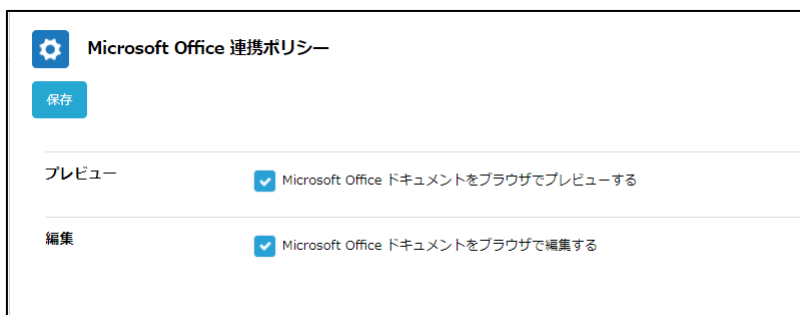 Microsoft Office 連携ポリシー
保存
プレビュー
Microsoft Office ドキュメントをブラウザでプレビューする
編集
Microsoft Office ドキュメントをブラウザで編集する